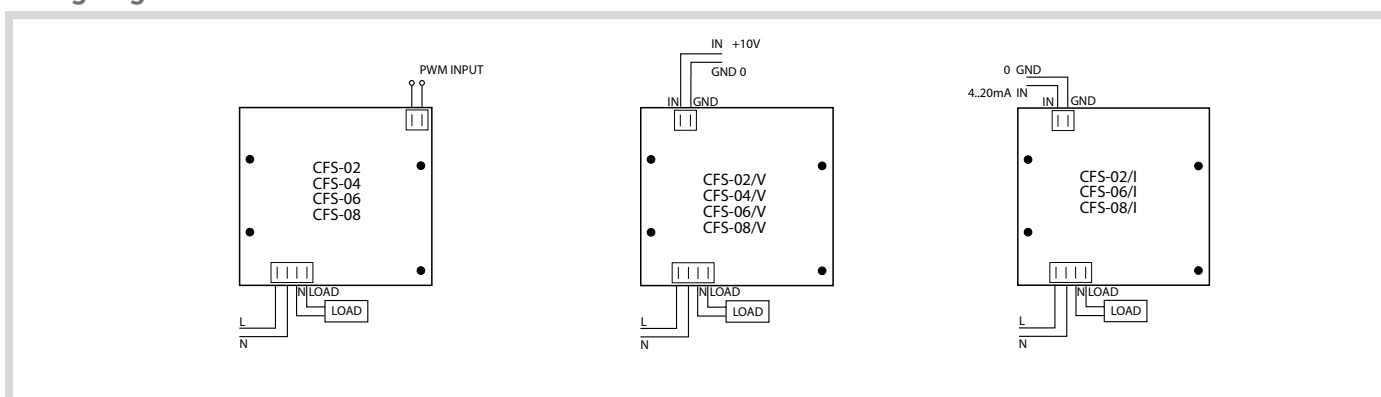 PWM INPUT
CFS-02
CFS-04
CFS-06
CFS-08
N LOAD
LOAD
L
N
IN +10V
GND 0
IN GND
CFS-02/V
CFS-04/V
CFS-06/V
CFS-08/V
N LOAD
LOAD
L
N
0 GND
4..20mA IN
IN GND
CFS-02/I
CFS-06/I
CFS-08/I
N LOAD
LOAD
L
N